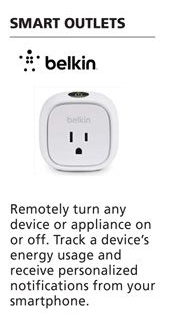 SMART OUTLETS
belkin
belkin
Remotely turn any
device or appliance on
or off. Track a device's
energy usage and
receive personalized
notifications from your
smartphone.